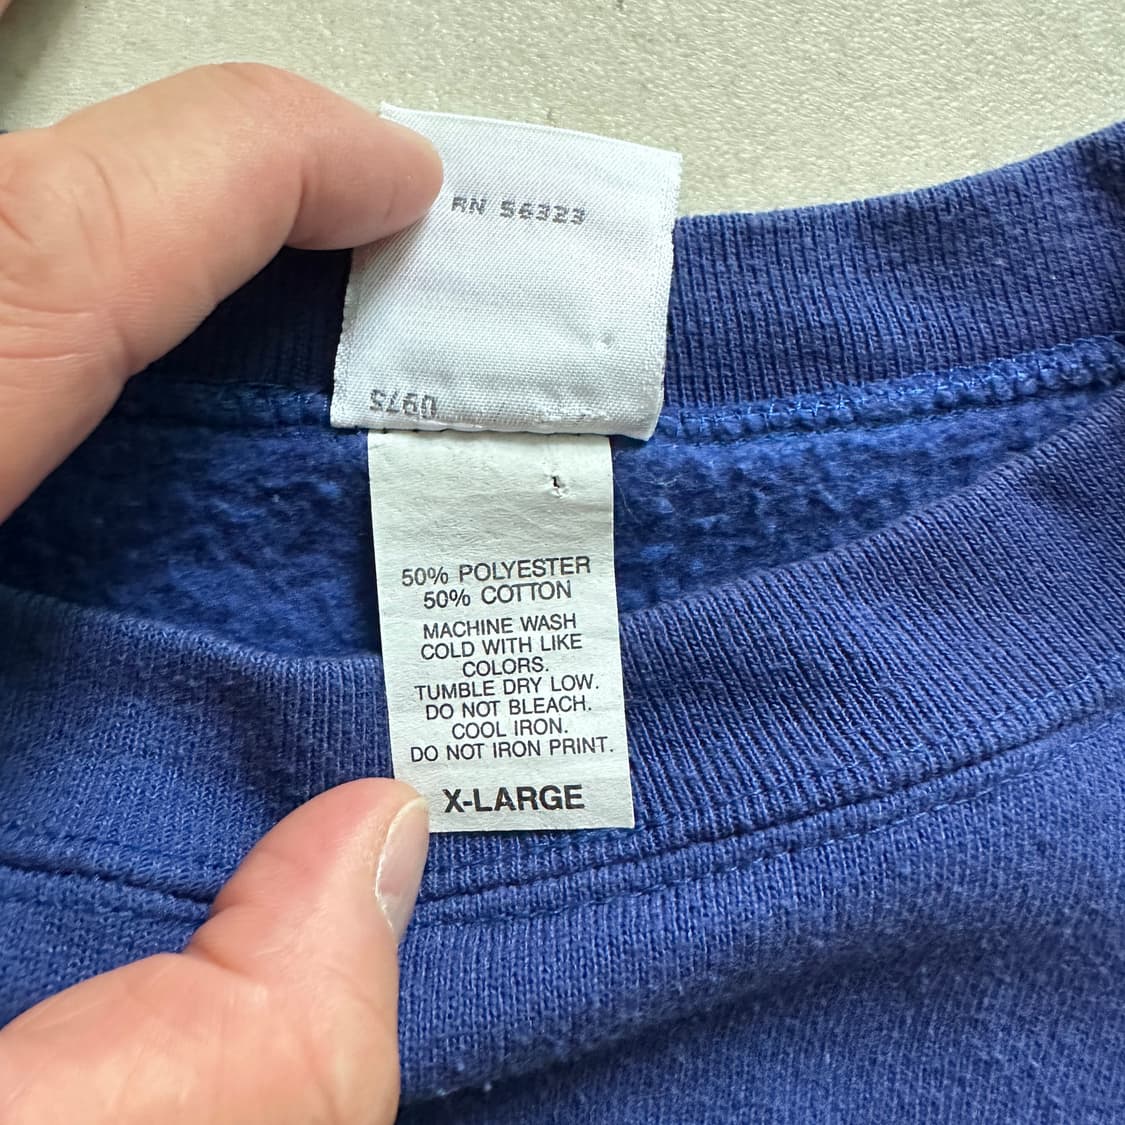 RN 56323
U975
50% POLYESTER
50% COTTON
MACHINE WASH
COLD WITH LIKE
COLORS.
TUMBLE DRY LOW.
DO NOT BLEACH.
COOL IRON.
DO NOT IRON PRINT.
X-LARGE